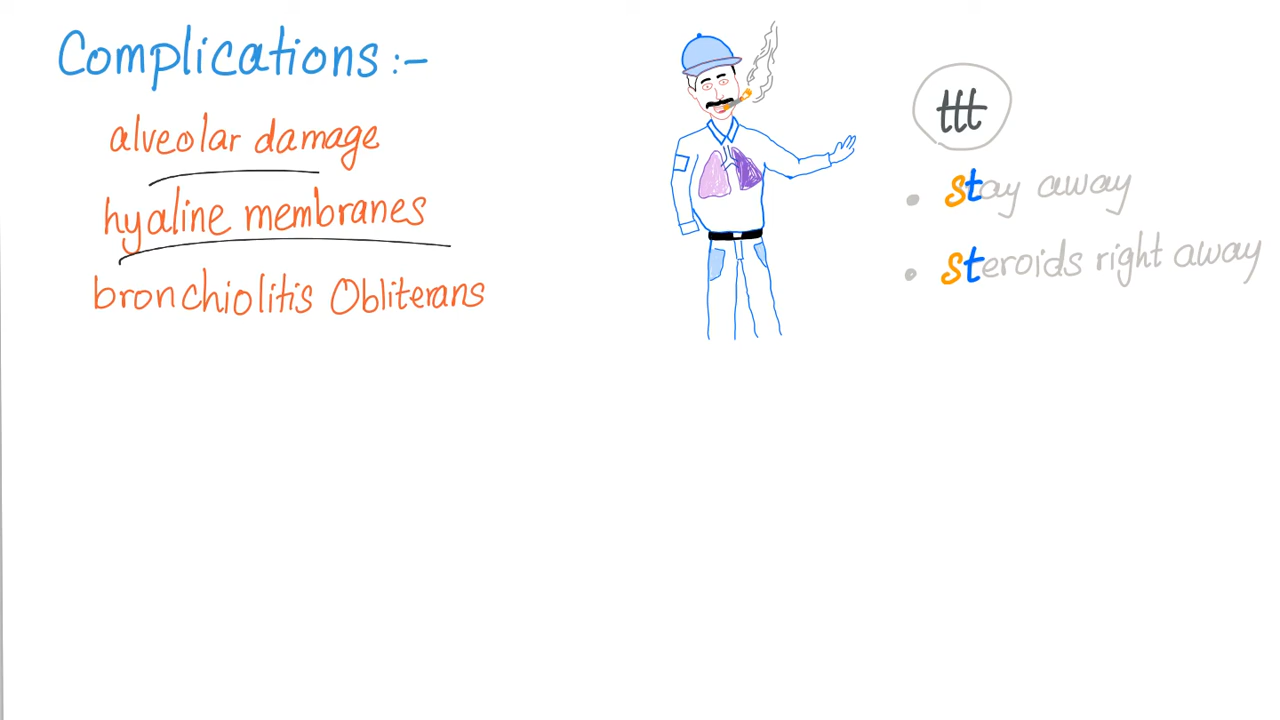 Complications :-
alveolar damage
hyaline membranes
bronchiolitis Obliterans
ttt
• stay away
• steroids right away